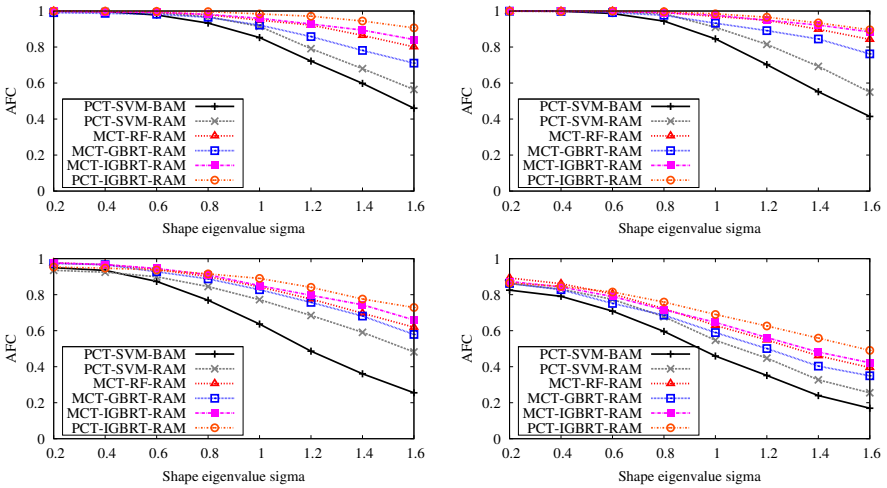 1
0.8
0.6
0.4
0.2
0
AFC
PCT-SVM-BAM
PCT-SVM-RAM
MCT-RF-RAM
MCT-GBRT-RAM
MCT-IGBRT-RAM
PCT-IGBRT-RAM
0.2 0.4 0.6 0.8 1 1.2 1.4 1.6
Shape eigenvalue sigma
1
0.8
0.6
0.4
0.2
0
AFC
PCT-SVM-BAM
PCT-SVM-RAM
MCT-RF-RAM
MCT-GBRT-RAM
MCT-IGBRT-RAM
PCT-IGBRT-RAM
0.2 0.4 0.6 0.8 1 1.2 1.4 1.6
Shape eigenvalue sigma
1
0.8
0.6
0.4
0.2
0
AFC
PCT-SVM-BAM
PCT-SVM-RAM
MCT-RF-RAM
MCT-GBRT-RAM
MCT-IGBRT-RAM
PCT-IGBRT-RAM
0.2 0.4 0.6 0.8 1 1.2 1.4 1.6
Shape eigenvalue sigma
1
0.8
0.6
0.4
0.2
0
AFC
PCT-SVM-BAM
PCT-SVM-RAM
MCT-RF-RAM
MCT-GBRT-RAM
MCT-IGBRT-RAM
PCT-IGBRT-RAM
0.2 0.4 0.6 0.8 1 1.2 1.4 1.6
Shape eigenvalue sigma